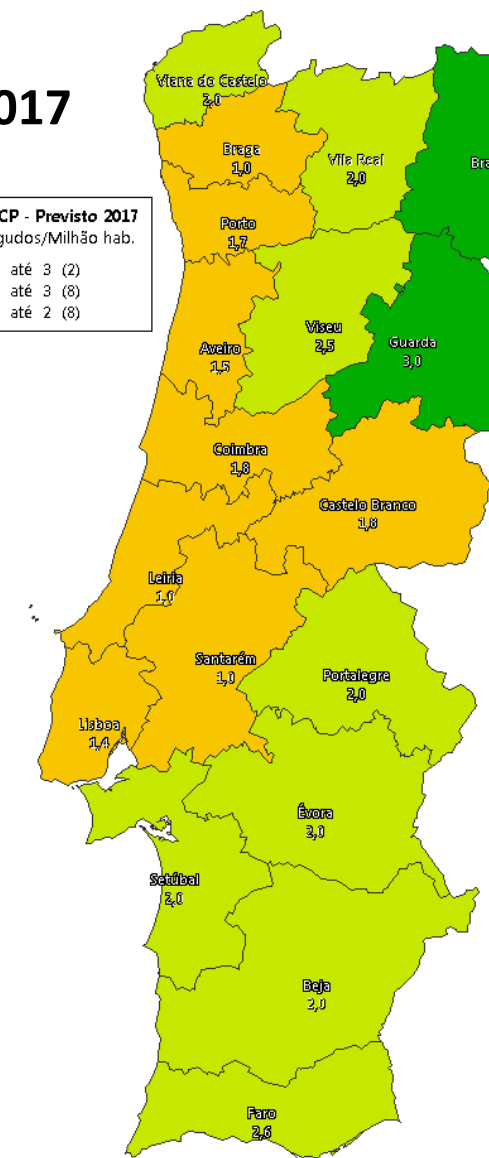 017
CP - Previsto 2017
gudos/Milhão hab.
até 3 (2)
até 3 (8)
até 2 (8)
Viana do Castelo
2,0
Braga
1,0
Vila Real
2,0
Bra
Porto
1,7
Aveiro
1,5
Viseu
2,5
Guarda
3,0
Coimbra
1,8
Castelo Branco
1,8
Leiria
1,0
Santarém
1,0
Portalegre
2,0
Lisboa
1,4
Évora
2,0
Setúbal
2,0
Beja
2,0
Faro
2,6